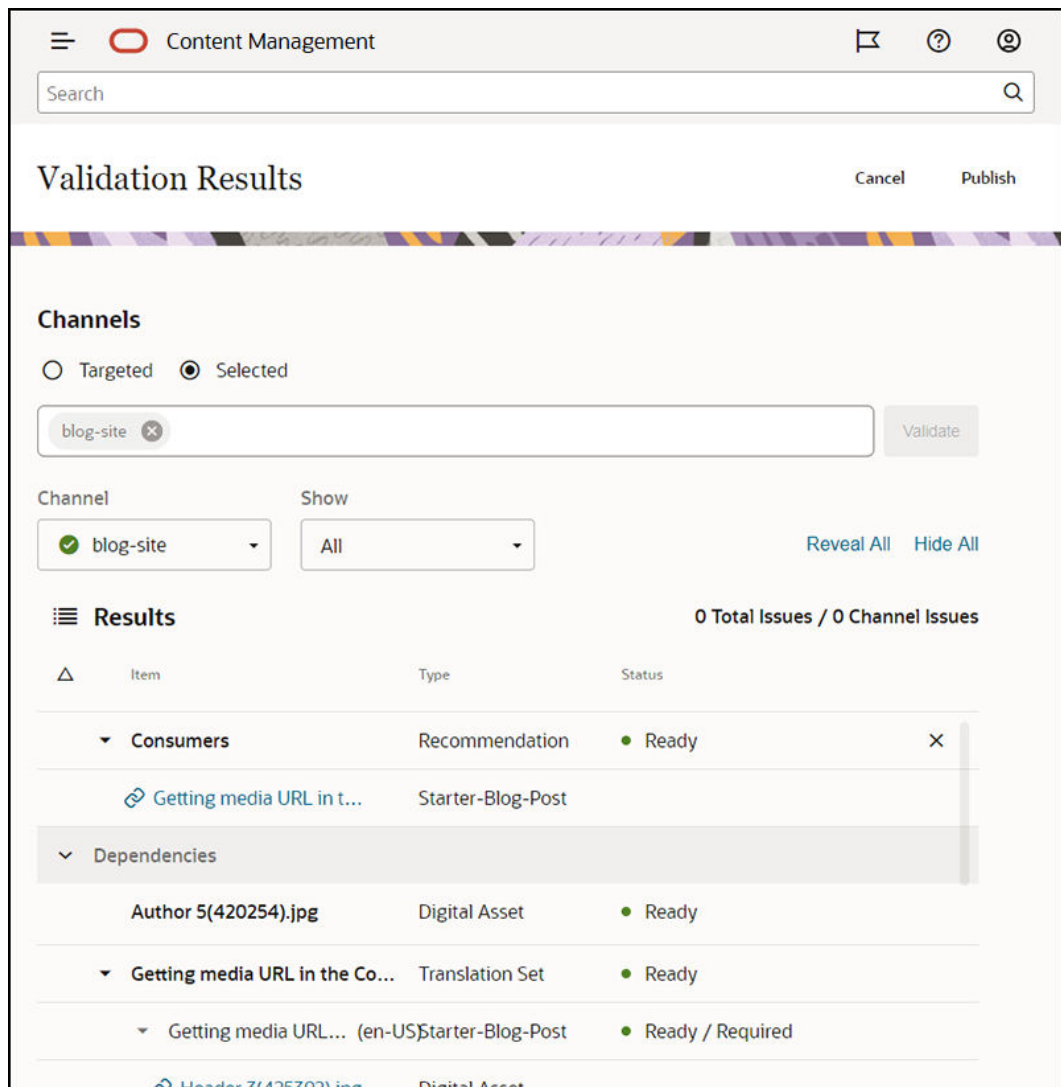 Content Management
Search
Validation Results
Cancel Publish
Channels
Targeted Selected
blog-site Validate
Channel Show
blog-site All Reveal All Hide All
Results 0 Total Issues / 0 Channel Issues
Item Type Status
Consumers Recommendation Ready
Getting media URL in t... Starter-Blog-Post
Dependencies
Author 5(420254).jpg Digital Asset Ready
Getting media URL in the Co... Translation Set Ready
Getting media URL... (en-US) Starter-Blog-Post Ready / Required
Digital Asset